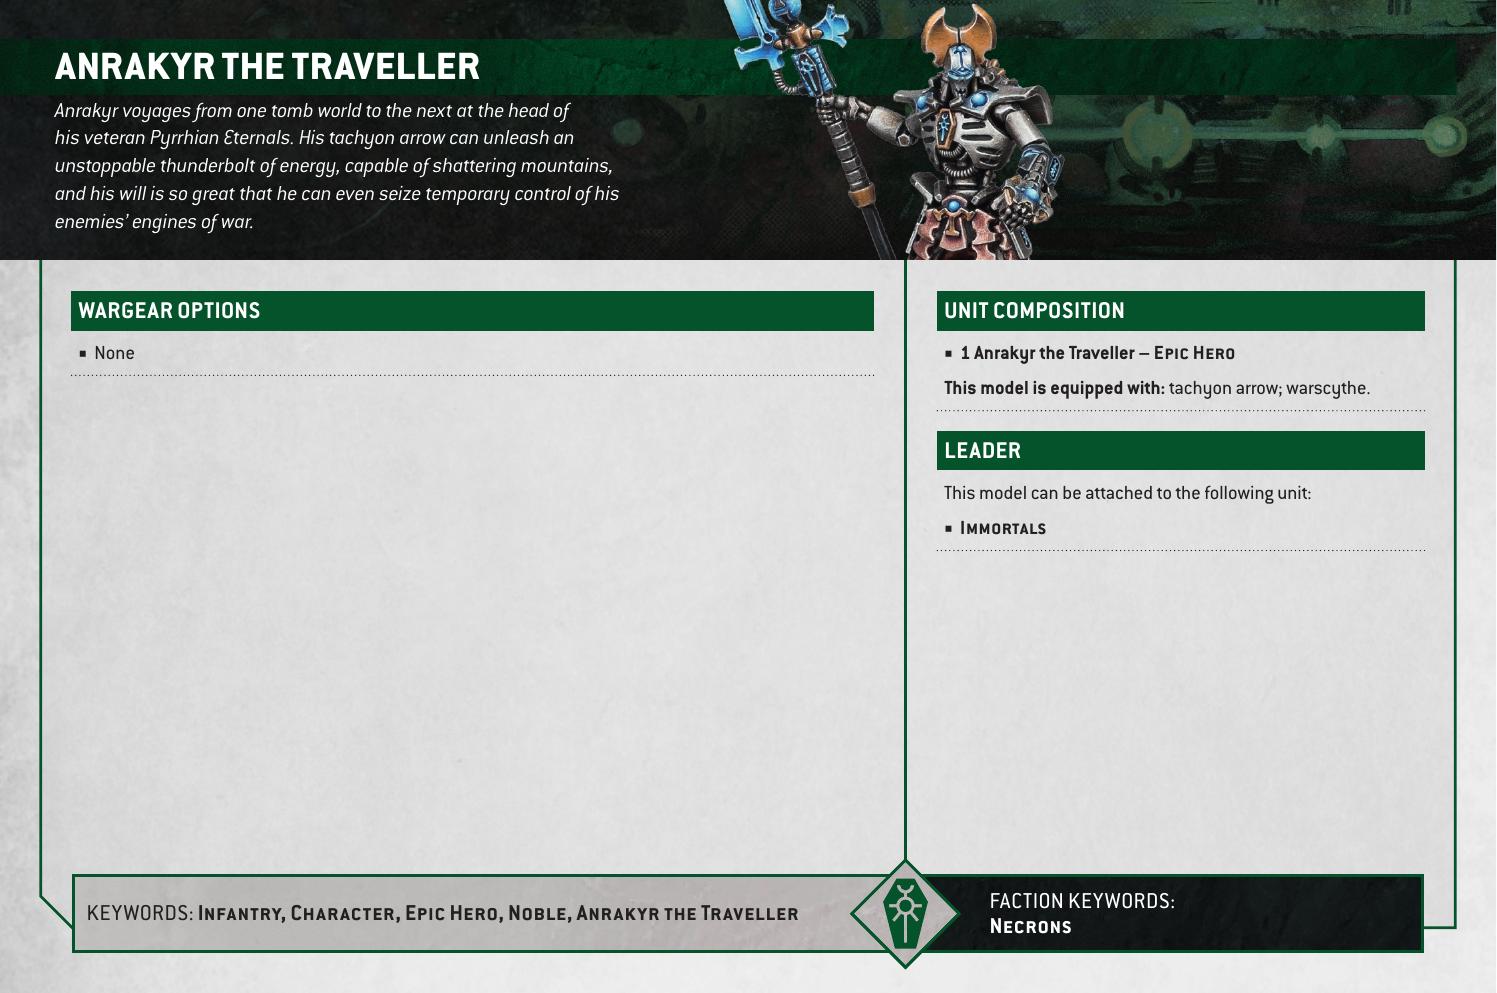 ANRAKYR THE TRAVELLER
Anrakyr voyages from one tomb world to the next at the head of
his veteran Pyrrhian Eternals. His tachyon arrow can unleash an
unstoppable thunderbolt of energy, capable of shattering mountains,
and his will is so great that he can even seize temporary control of his
enemies' engines of war.
WARGEAR OPTIONS
▪ None
UNIT COMPOSITION
▪ 1 Anrakyr the Traveller – EPIC HERO
This model is equipped with: tachyon arrow; warscythe.
LEADER
This model can be attached to the following unit:
▪ IMMORTALS
KEYWORDS: INFANTRY, CHARACTER, EPIC HERO, NOBLE, ANRAKYR THE TRAVELLER
FACTION KEYWORDS:
NECRONS